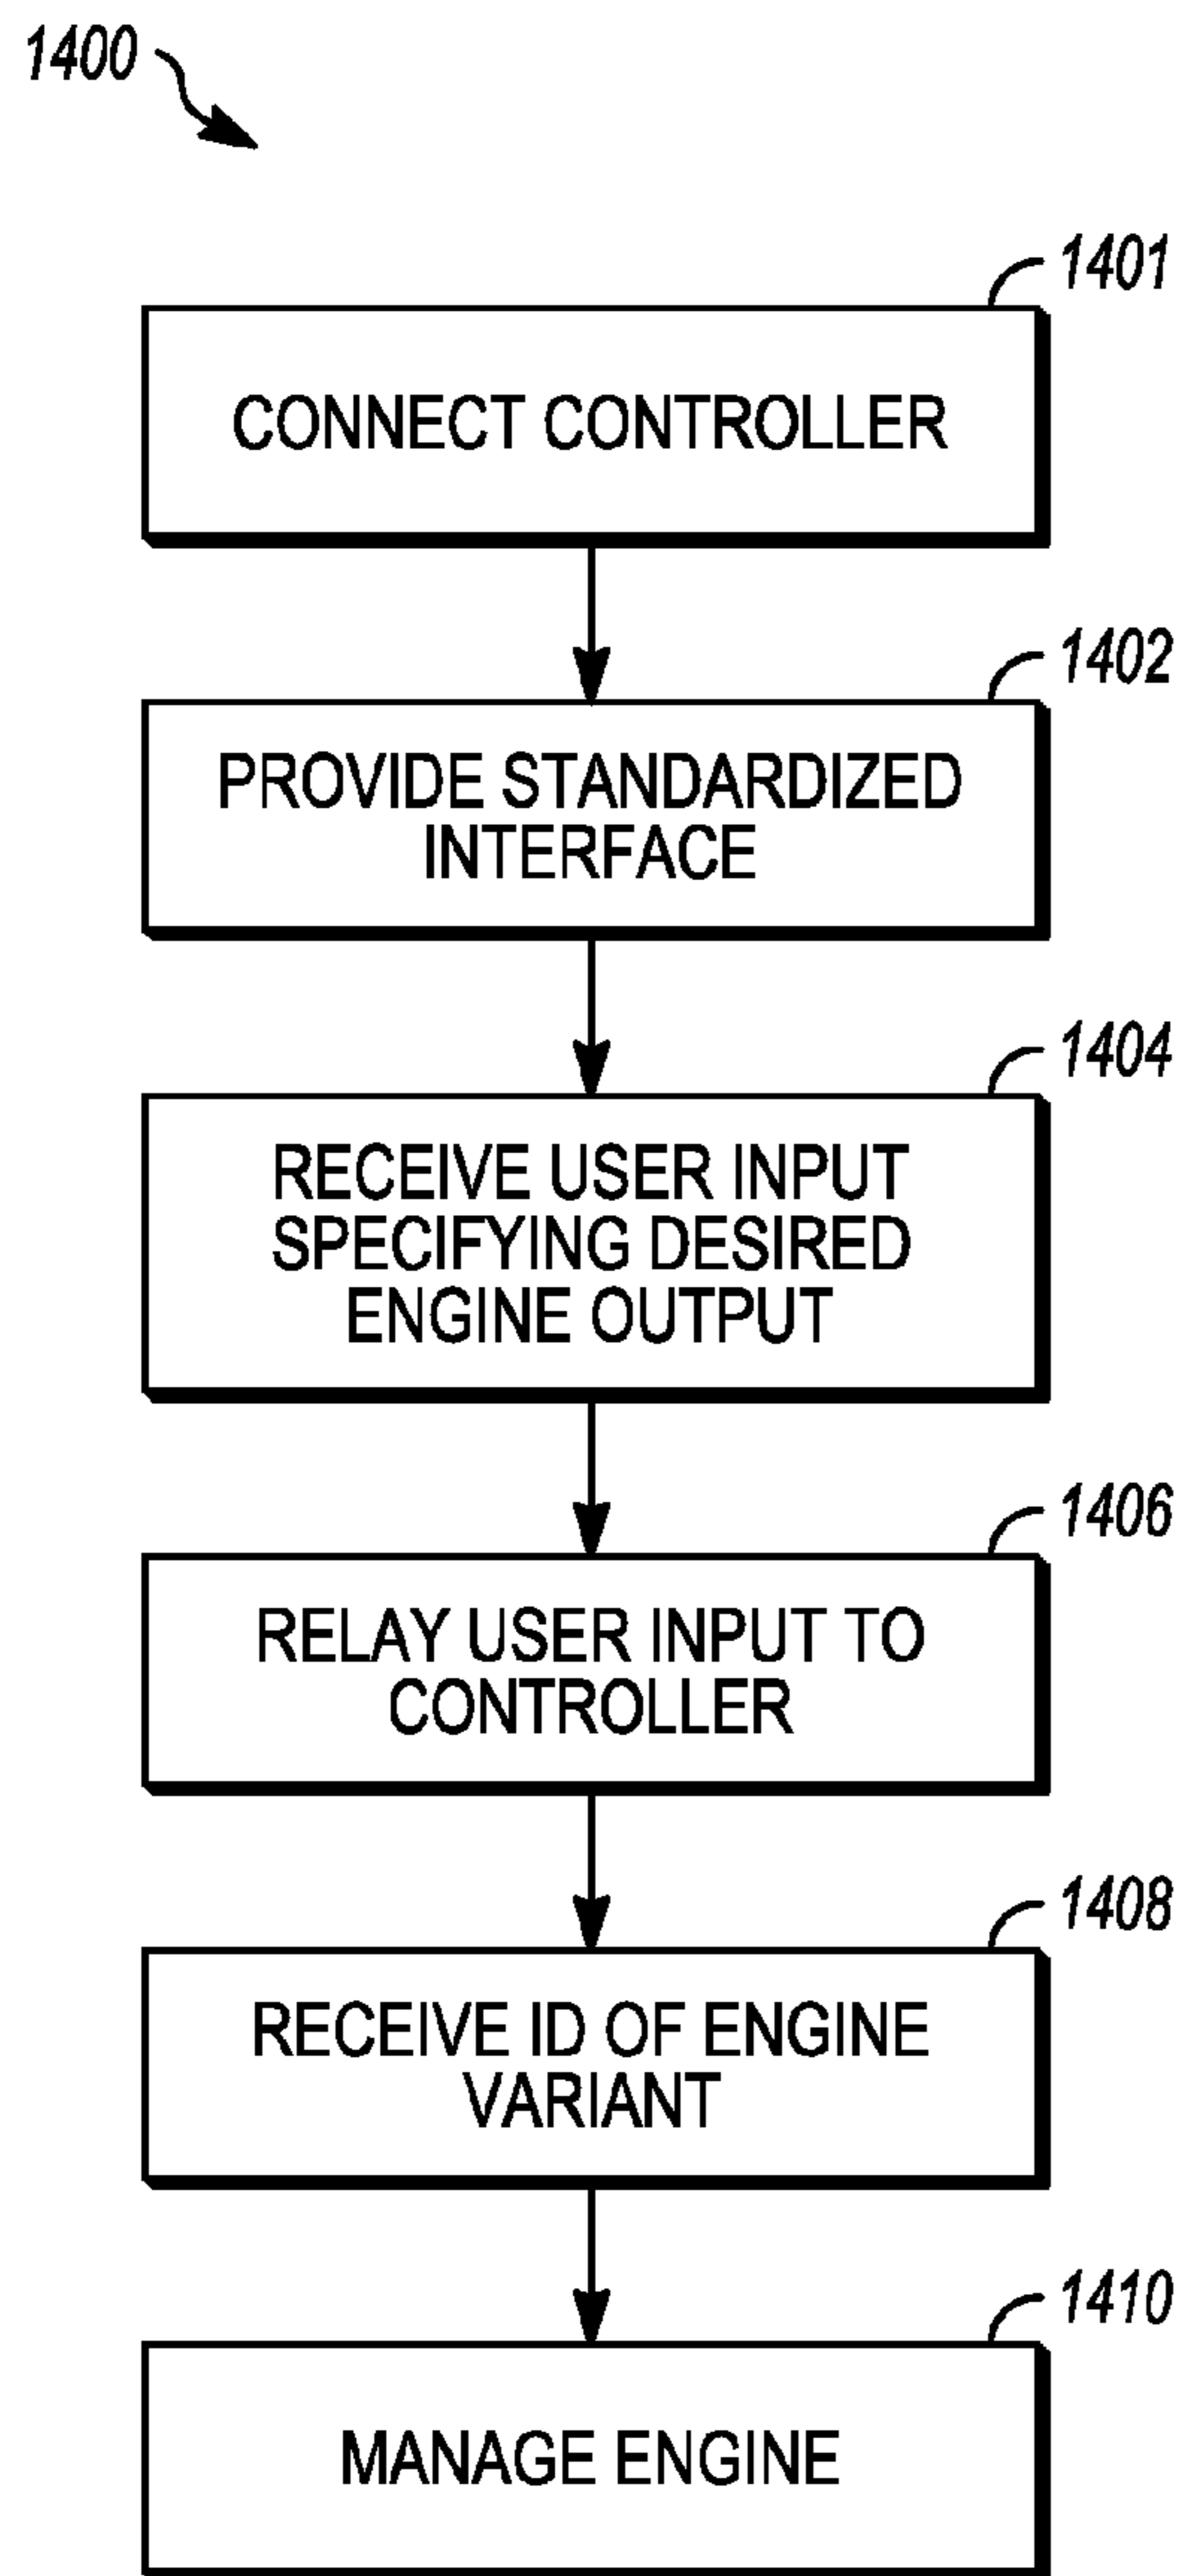 1400
1401
CONNECT CONTROLLER
1402
PROVIDE STANDARDIZED
INTERFACE
1404
RECEIVE USER INPUT
SPECIFYING DESIRED
ENGINE OUTPUT
1406
RELAY USER INPUT TO
CONTROLLER
1408
RECEIVE ID OF ENGINE
VARIANT
1410
MANAGE ENGINE